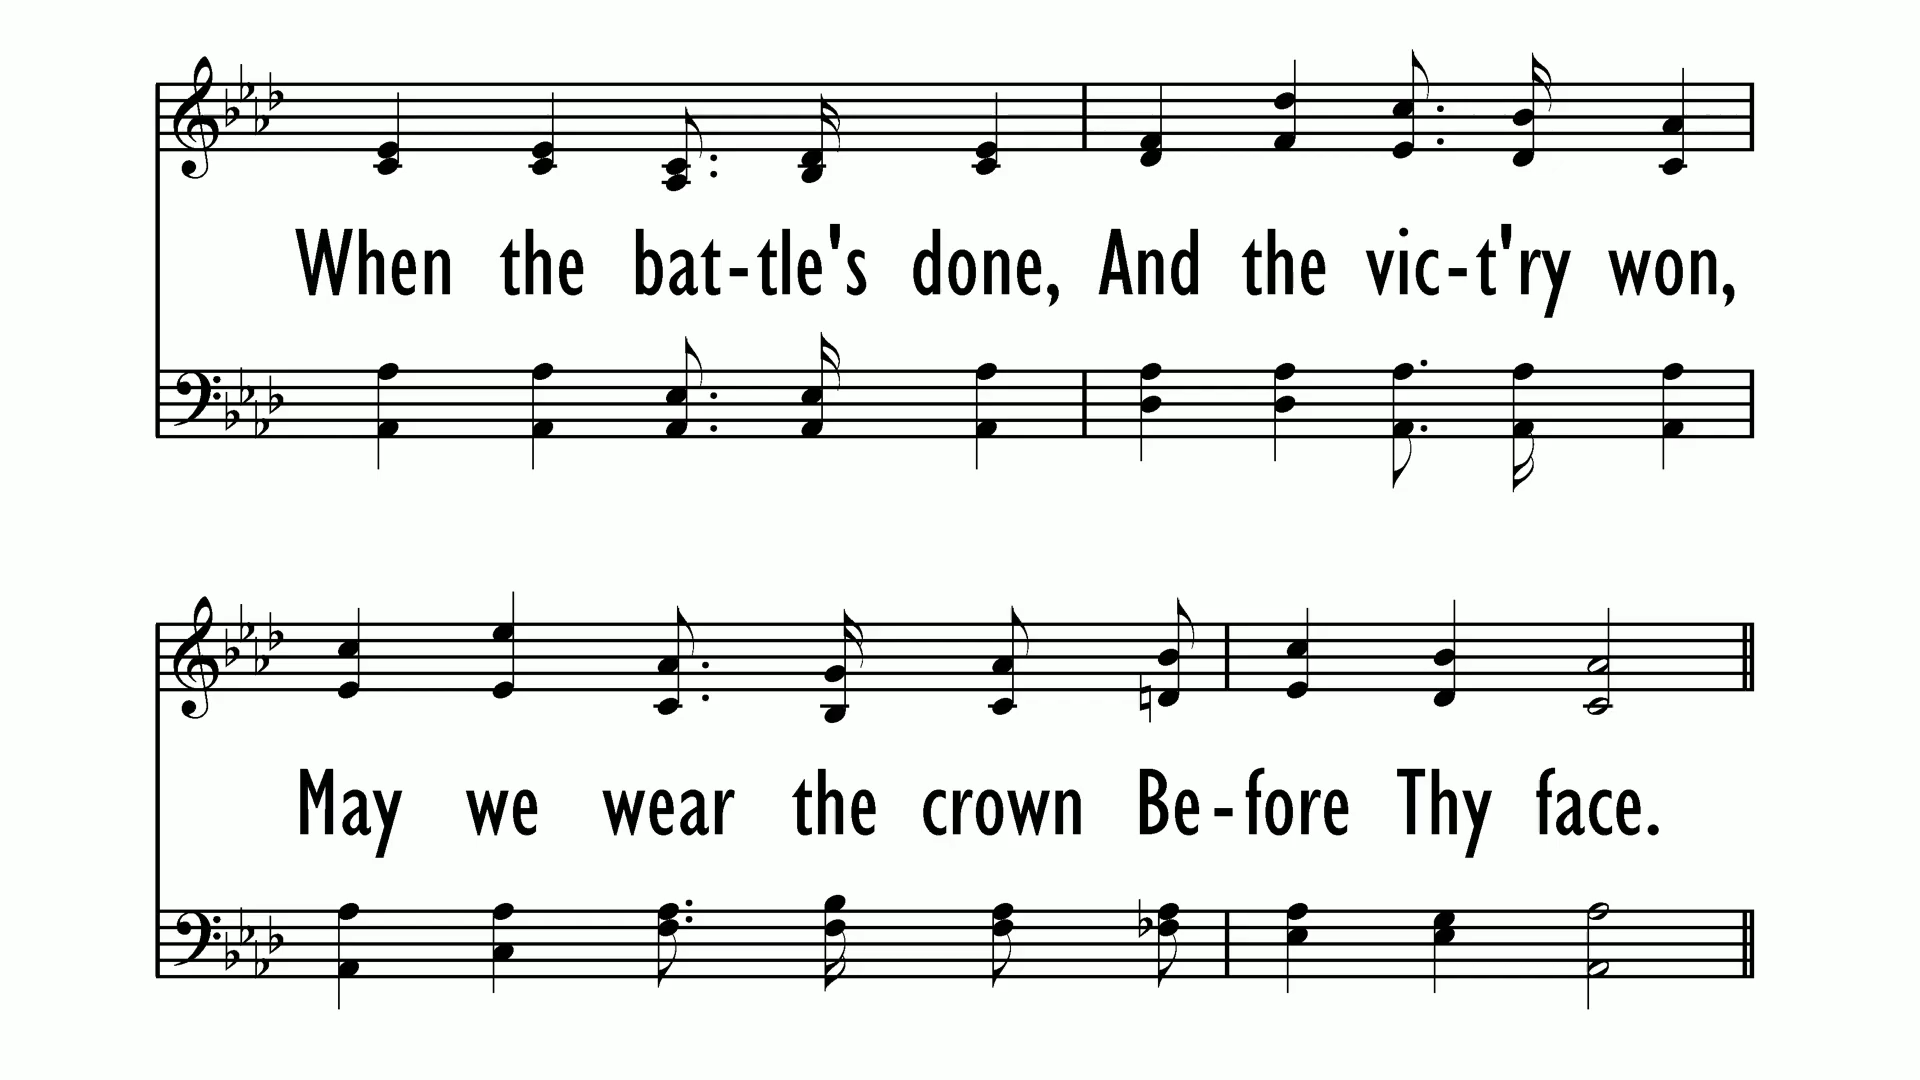 When the bat-tle's done, And the vic-t'ry won,
May we wear the crown Be-fore Thy face.